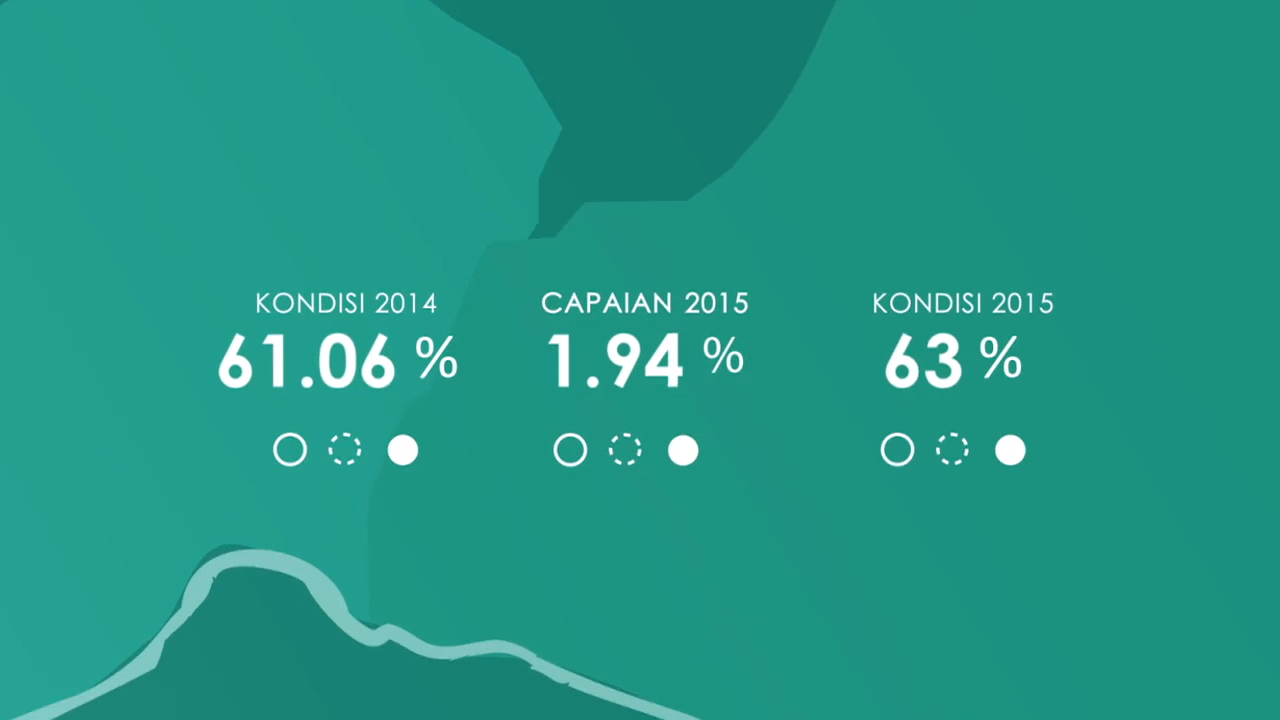 KONDISI 2014
61.06 %
CAPAIAN 2015
1.94 %
KONDISI 2015
63 %